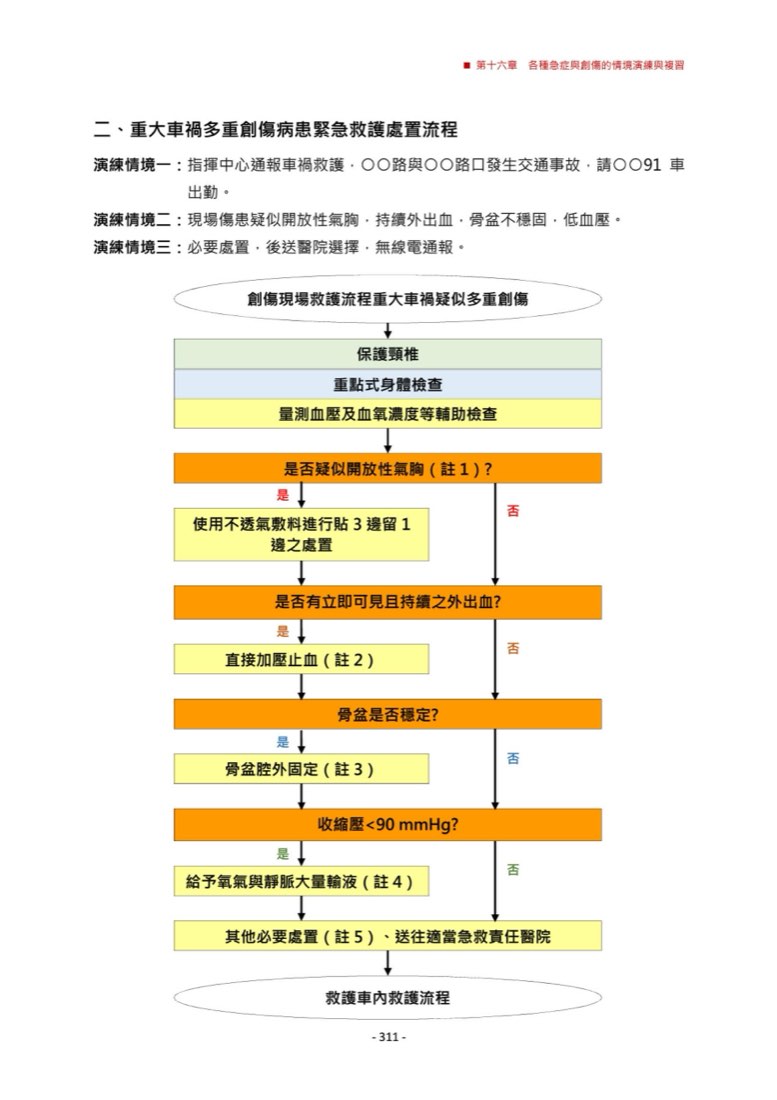 ■ 第十六章 各種急症與創傷的情境演練與複習
二、重大車禍多重創傷病患緊急救護處置流程
演練情境一：指揮中心通報車禍救護，〇〇路與〇〇路口發生交通事故，請〇〇91 車
出勤。
演練情境二：現場傷患疑似開放性氣胸，持續外出血，骨盆不穩固，低血壓。
演練情境三：必要處置，後送醫院選擇，無線電通報。
創傷現場救護流程重大車禍疑似多重創傷
保護頸椎
重點式身體檢查
量測血壓及血氧濃度等輔助檢查
是否疑似開放性氣胸（註 1）?
是
否
使用不透氣敷料進行貼 3 邊留 1
邊之處置
是否有立即可見且持續之外出血?
是
否
直接加壓止血（註 2）
骨盆是否穩定?
是
否
骨盆腔外固定（註 3）
收縮壓<90 mmHg?
是
否
給予氧氣與靜脈大量輸液（註 4）
其他必要處置（註 5）、送往適當急救責任醫院
救護車內救護流程
- 311 -